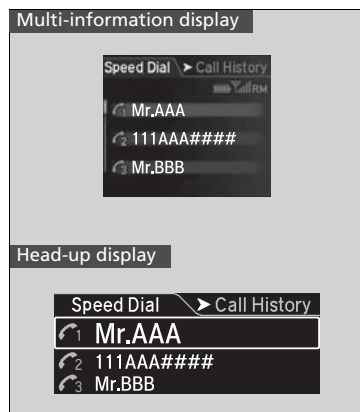 Multi-information display
Speed Dial ➤ Call History
RM
1 Mr.AAA
2 111AAA####
3 Mr.BBB
Head-up display
Speed Dial ➤ Call History
1 Mr.AAA
2 111AAA####
3 Mr.BBB